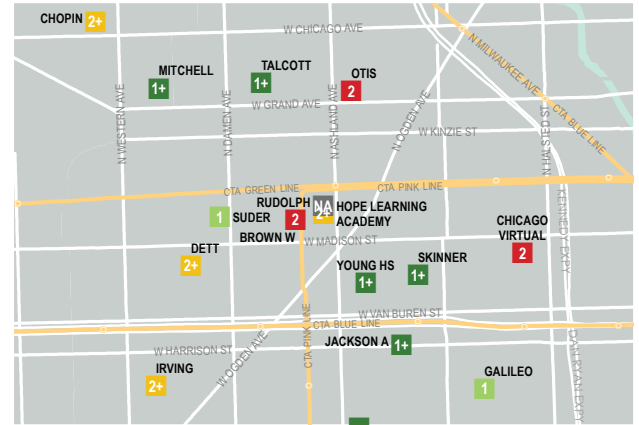 CHOPIN 2+
W CHICAGO AVE
N MILWAUKEE AVE
MITCHELL
1+
TALCOTT
1+
OTIS
2
N WESTERN AVE
N DAMEN AVE
N ASHLAND AVE
N OGDEN AVE
N HALSTED ST
W GRAND AVE
W KINZIE ST
CTA BLUE LINE
CTA GREEN LINE
CTA PINK LINE
KENNEDY EXPY
RUDOLPH
2
NA
2+
HOPE LEARNING
ACADEMY
1 SUDER
BROWN W
W MADISON ST
CHICAGO
VIRTUAL
2
DETT
2+
YOUNG HS
1+
SKINNER
1+
W VAN BUREN ST
CTA BLUE LINE
CTA PINK LINE
W HARRISON ST
W OGDEN AVE
JACKSON A 1+
DAN RYAN EXPY
IRVING
2+
GALILEO
1